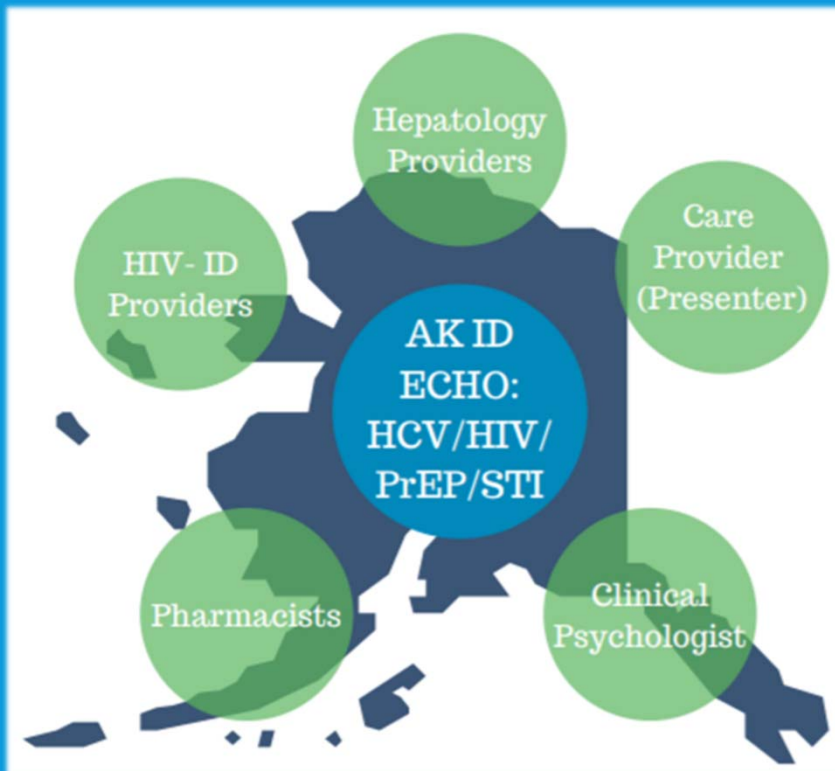 Hepatology
Providers
Care
Provider
(Presenter)
HIV- ID
Providers
AK ID
ECHO:
HCV/HIV/
PrEP/STI
Pharmacists
Clinical
Psychologist